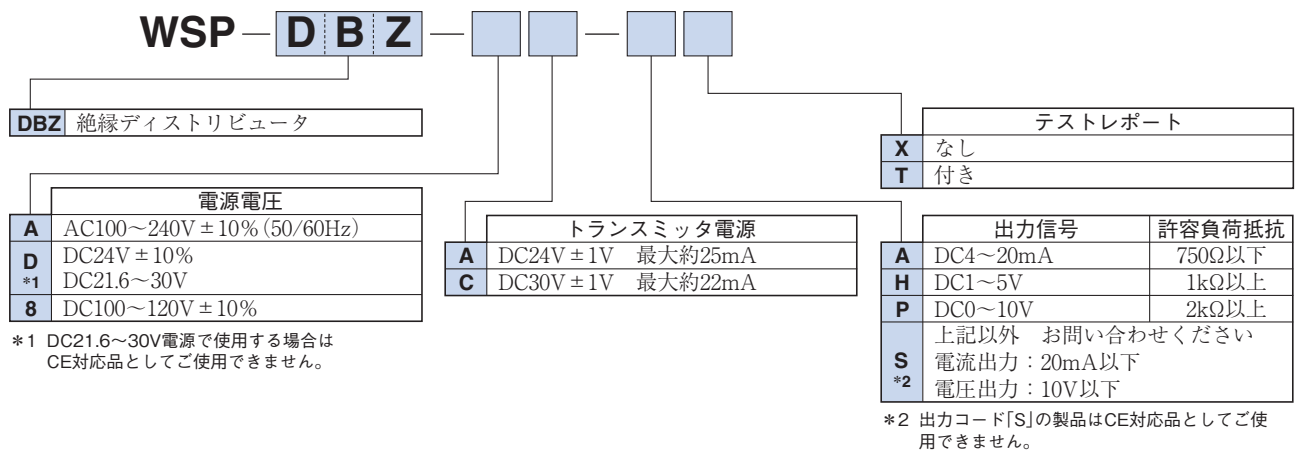 WSP－DBZ－□□－□□
DBZ 絶縁ディストリビュータ
電源電圧
A AC100～240V±10%(50/60Hz)
D *1 DC24V±10%
DC21.6～30V
8 DC100～120V±10%
*1 DC21.6～30V電源で使用する場合は
CE対応品としてご使用できません。
トランスミッタ電源
A DC24V±1V 最大約25mA
C DC30V±1V 最大約22mA
テストレポート
X なし
T 付き
出力信号 許容負荷抵抗
A DC4～20mA 750Ω以下
H DC1～5V 1kΩ以上
P DC0～10V 2kΩ以上
S *2 上記以外 お問い合わせください
電流出力：20mA以下
電圧出力：10V以下
*2 出力コード「S」の製品はCE対応品としてご使
用できません。